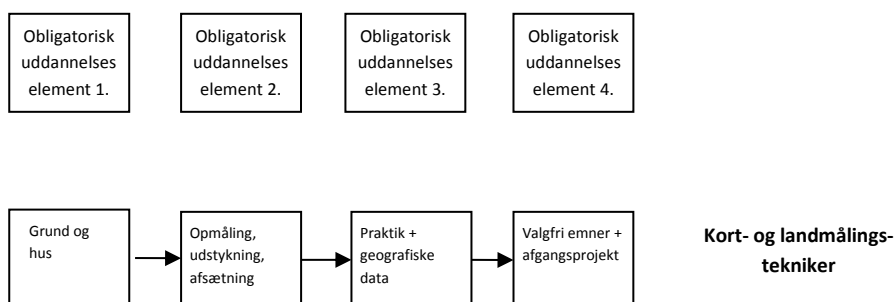 Obligatorisk
uddannelses
element 1.
Obligatorisk
uddannelses
element 2.
Obligatorisk
uddannelses
element 3.
Obligatorisk
uddannelses
element 4.
Grund og
hus
Opmåling,
udstykning,
afsætning
Praktik +
geografiske
data
Valgfri emner +
afgangsprojekt
Kort- og landmålings-
tekniker